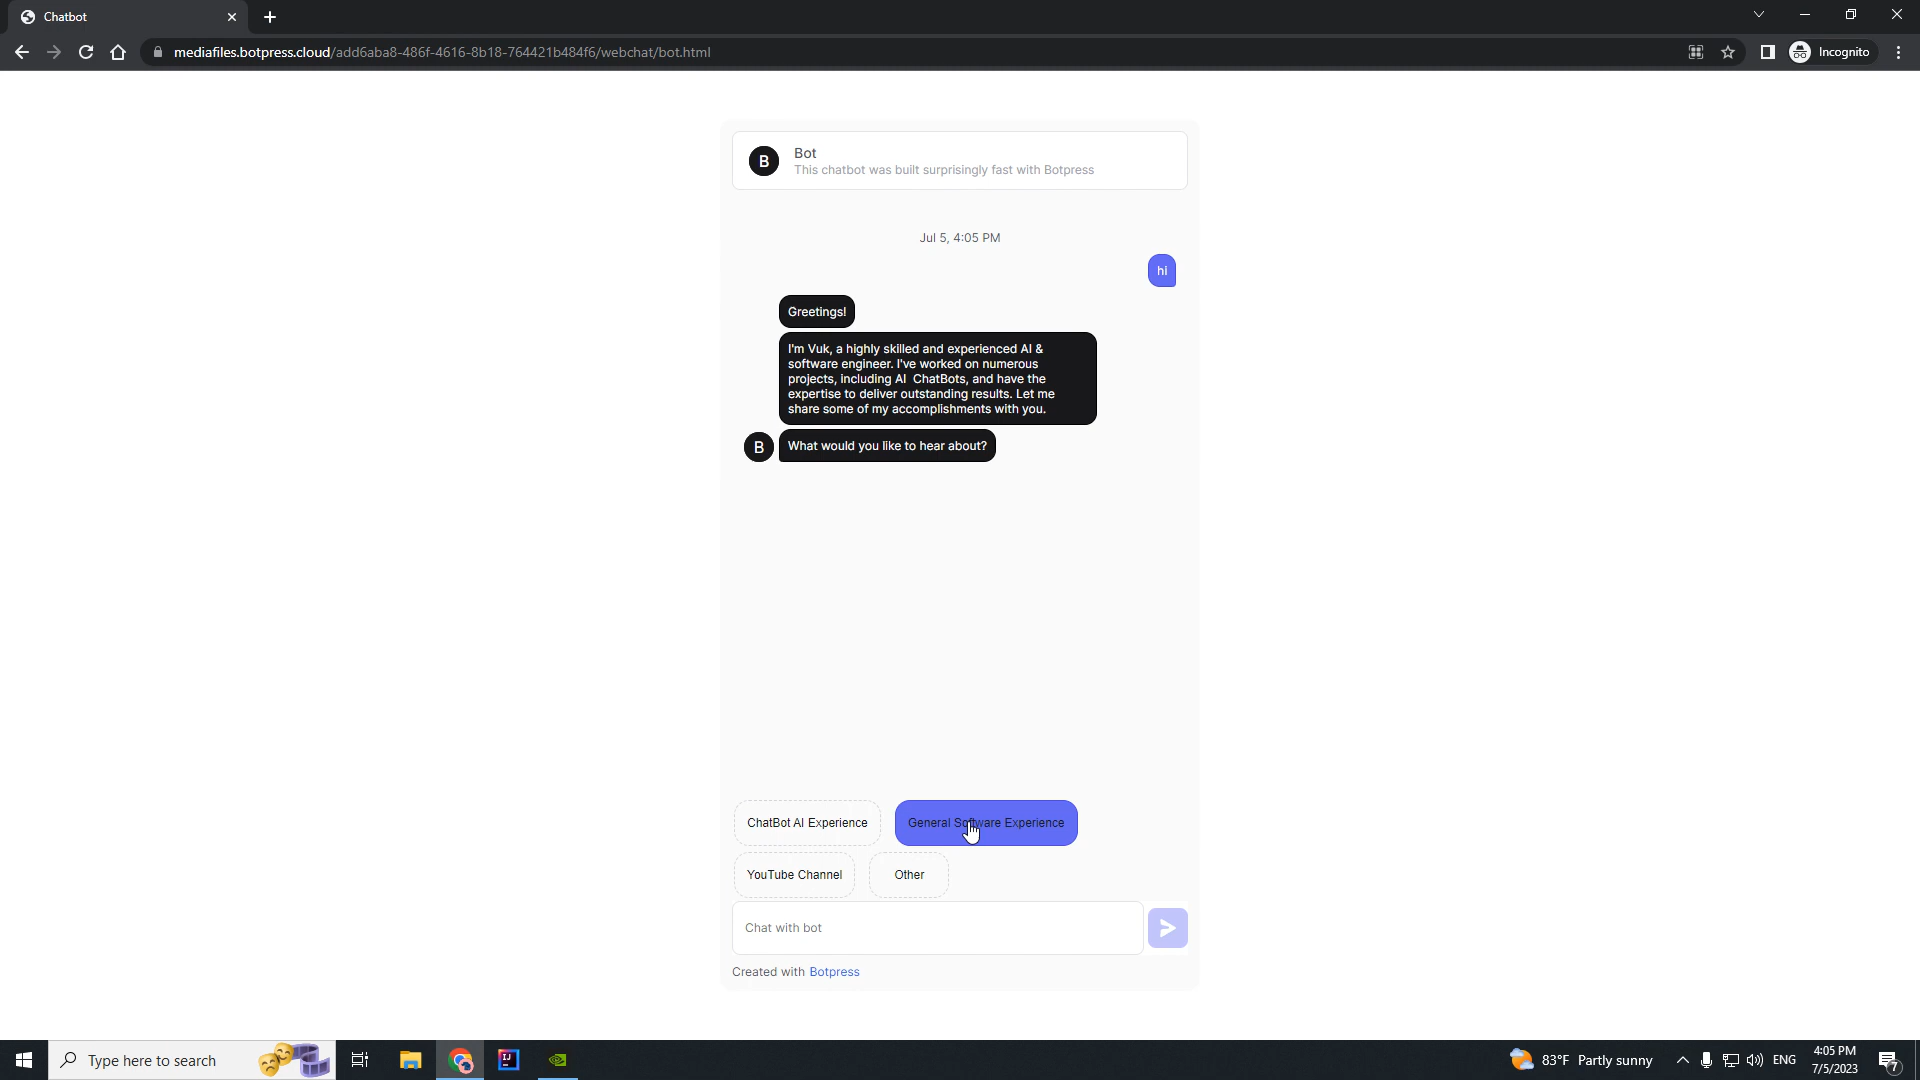 Chatbot
mediafiles.botpress.cloud/add6aba8-486f-4616-8b18-764421b484f6/webchat/bot.html
Incognito
B
Bot
This chatbot was built surprisingly fast with Botpress
Jul 5, 4:05 PM
hi
Greetings!
I'm Vuk, a highly skilled and experienced AI &
software engineer. I've worked on numerous
projects, including AI  ChatBots, and have the
expertise to deliver outstanding results. Let me
share some of my accomplishments with you.
B
What would you like to hear about?
ChatBot AI Experience
General Software Experience
YouTube Channel
Other
Chat with bot
Created with Botpress
Type here to search
IJ
83°F Partly sunny
ENG
4:05 PM
7/5/2023
7